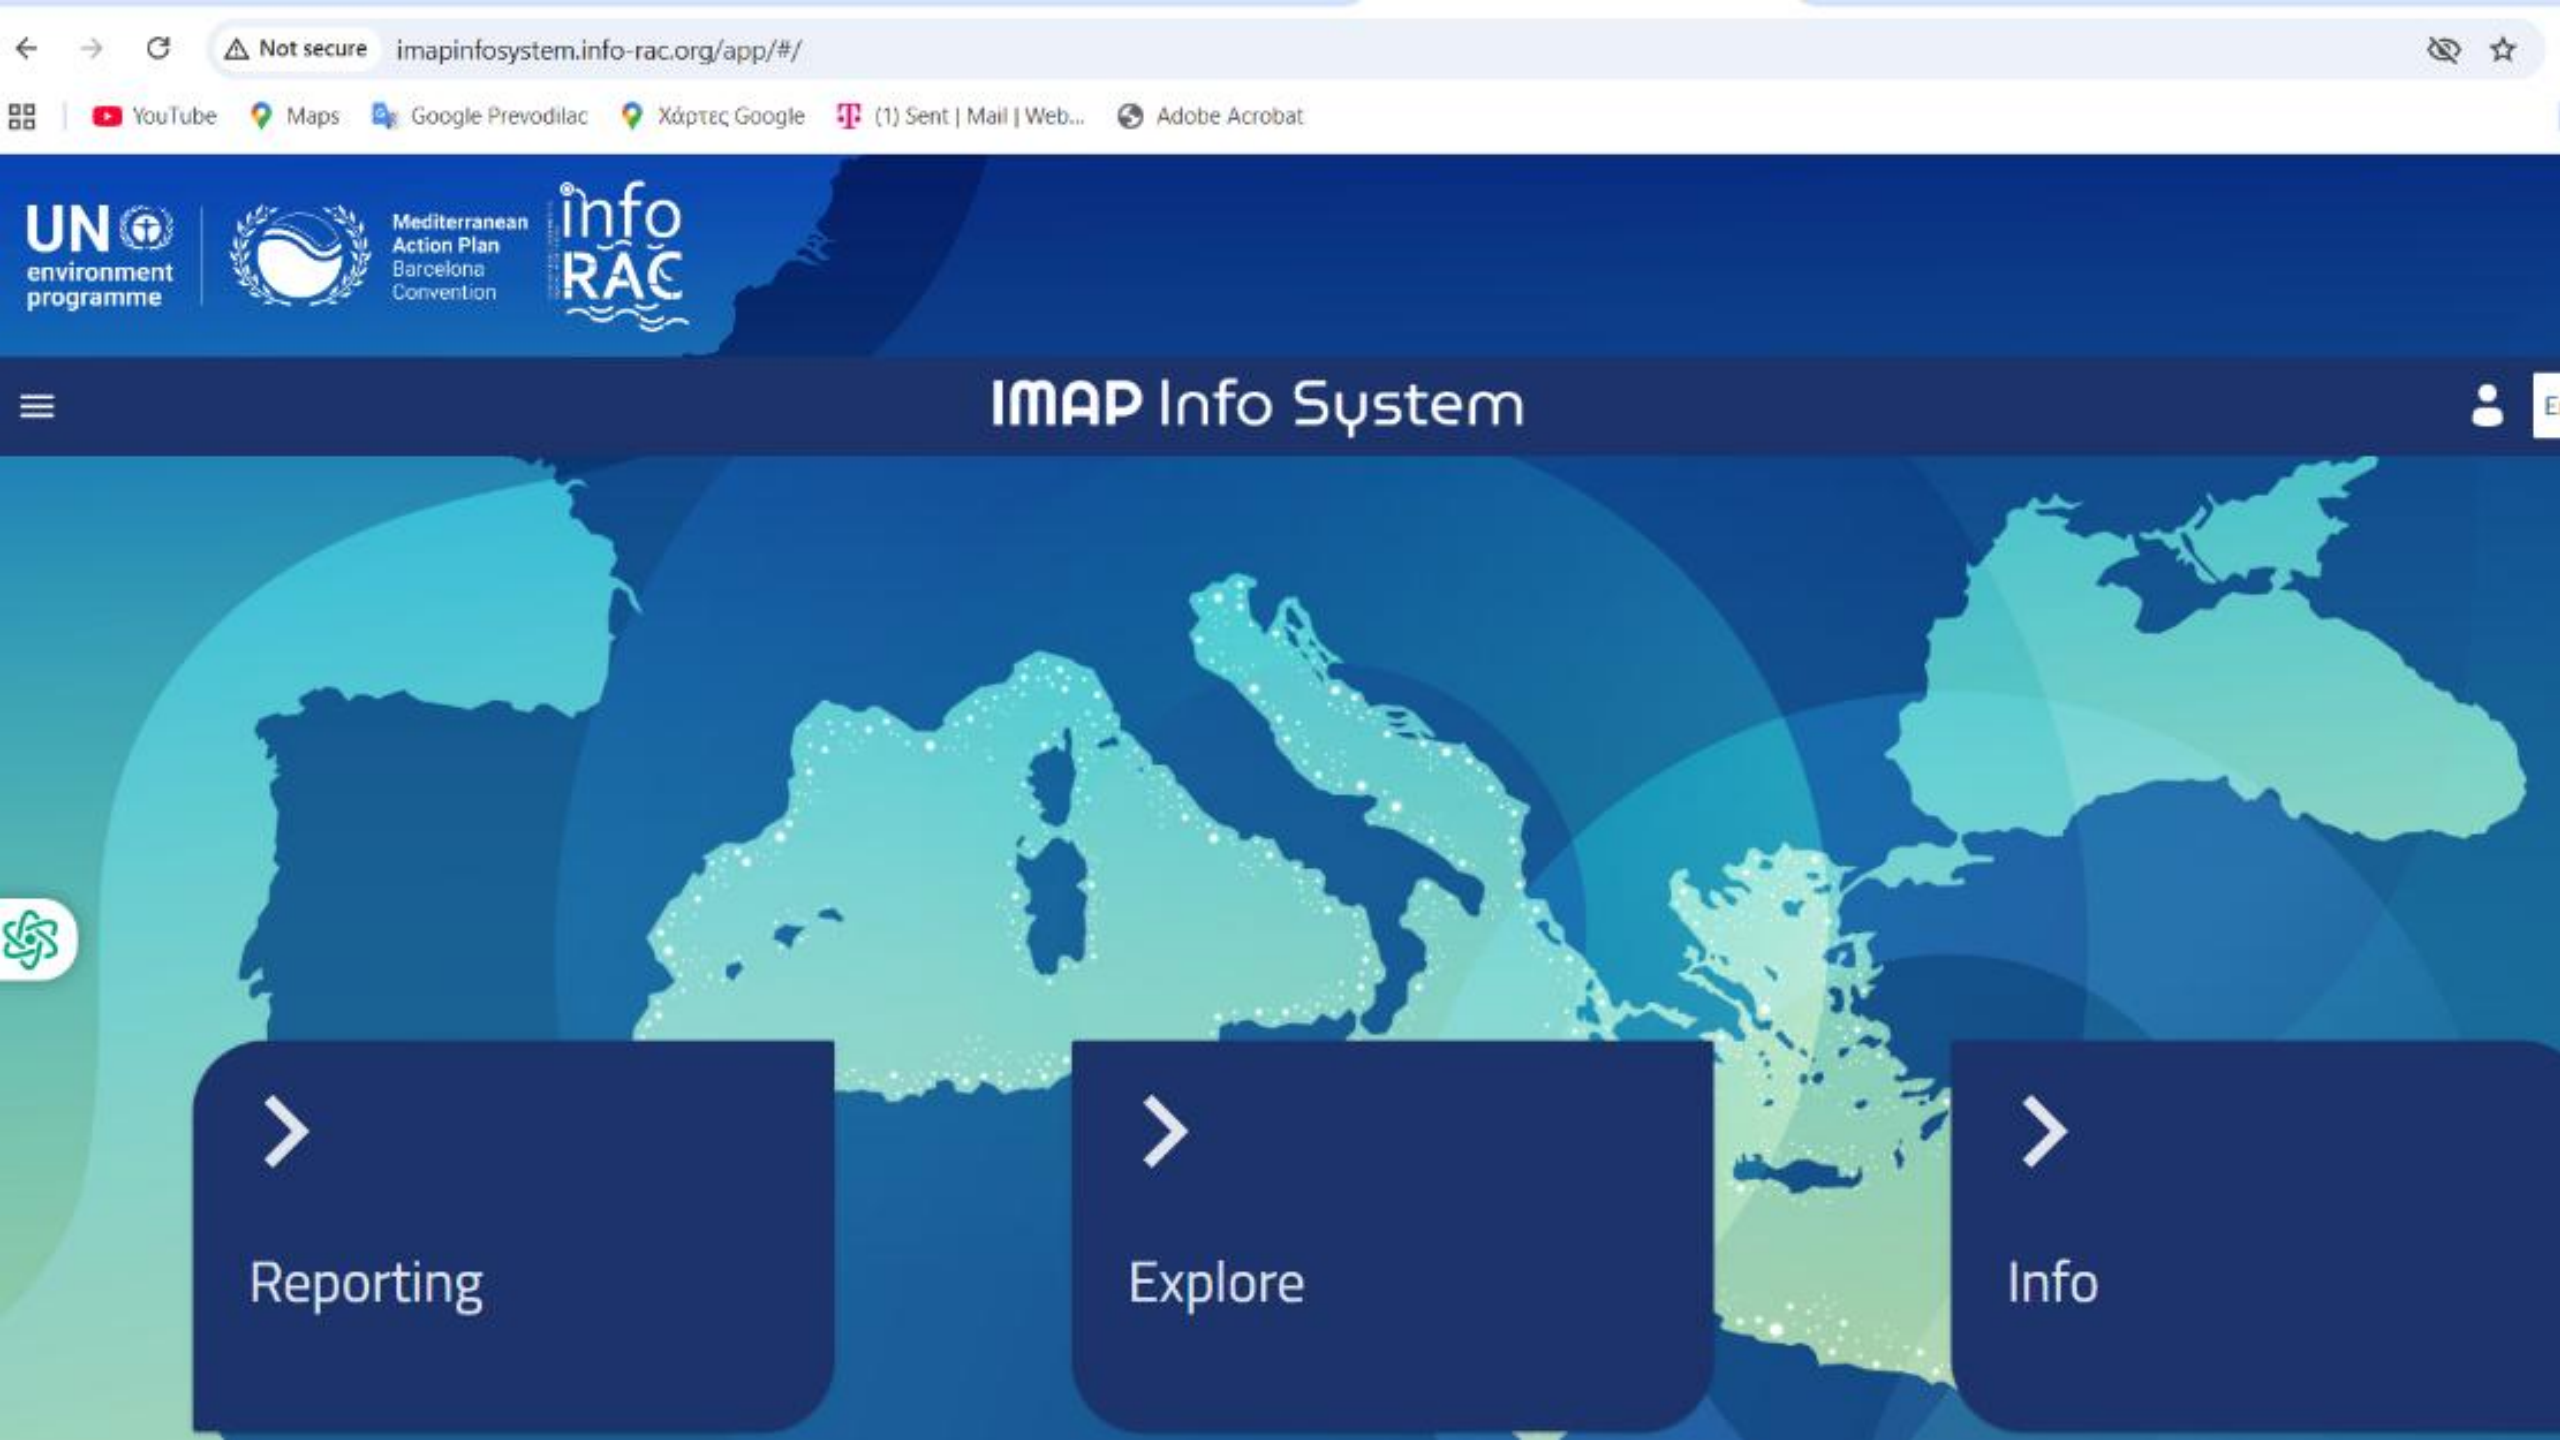 Not secure imapinfosystem.info-rac.org/app/#/
YouTube Maps Google Prevodilac Χάρτες Google (1) Sent | Mail | Web... Adobe Acrobat
UN
environment
programme
Mediterranean
Action Plan
Barcelona
Convention
info
RAC
IMAP Info System
Reporting
Explore
Info